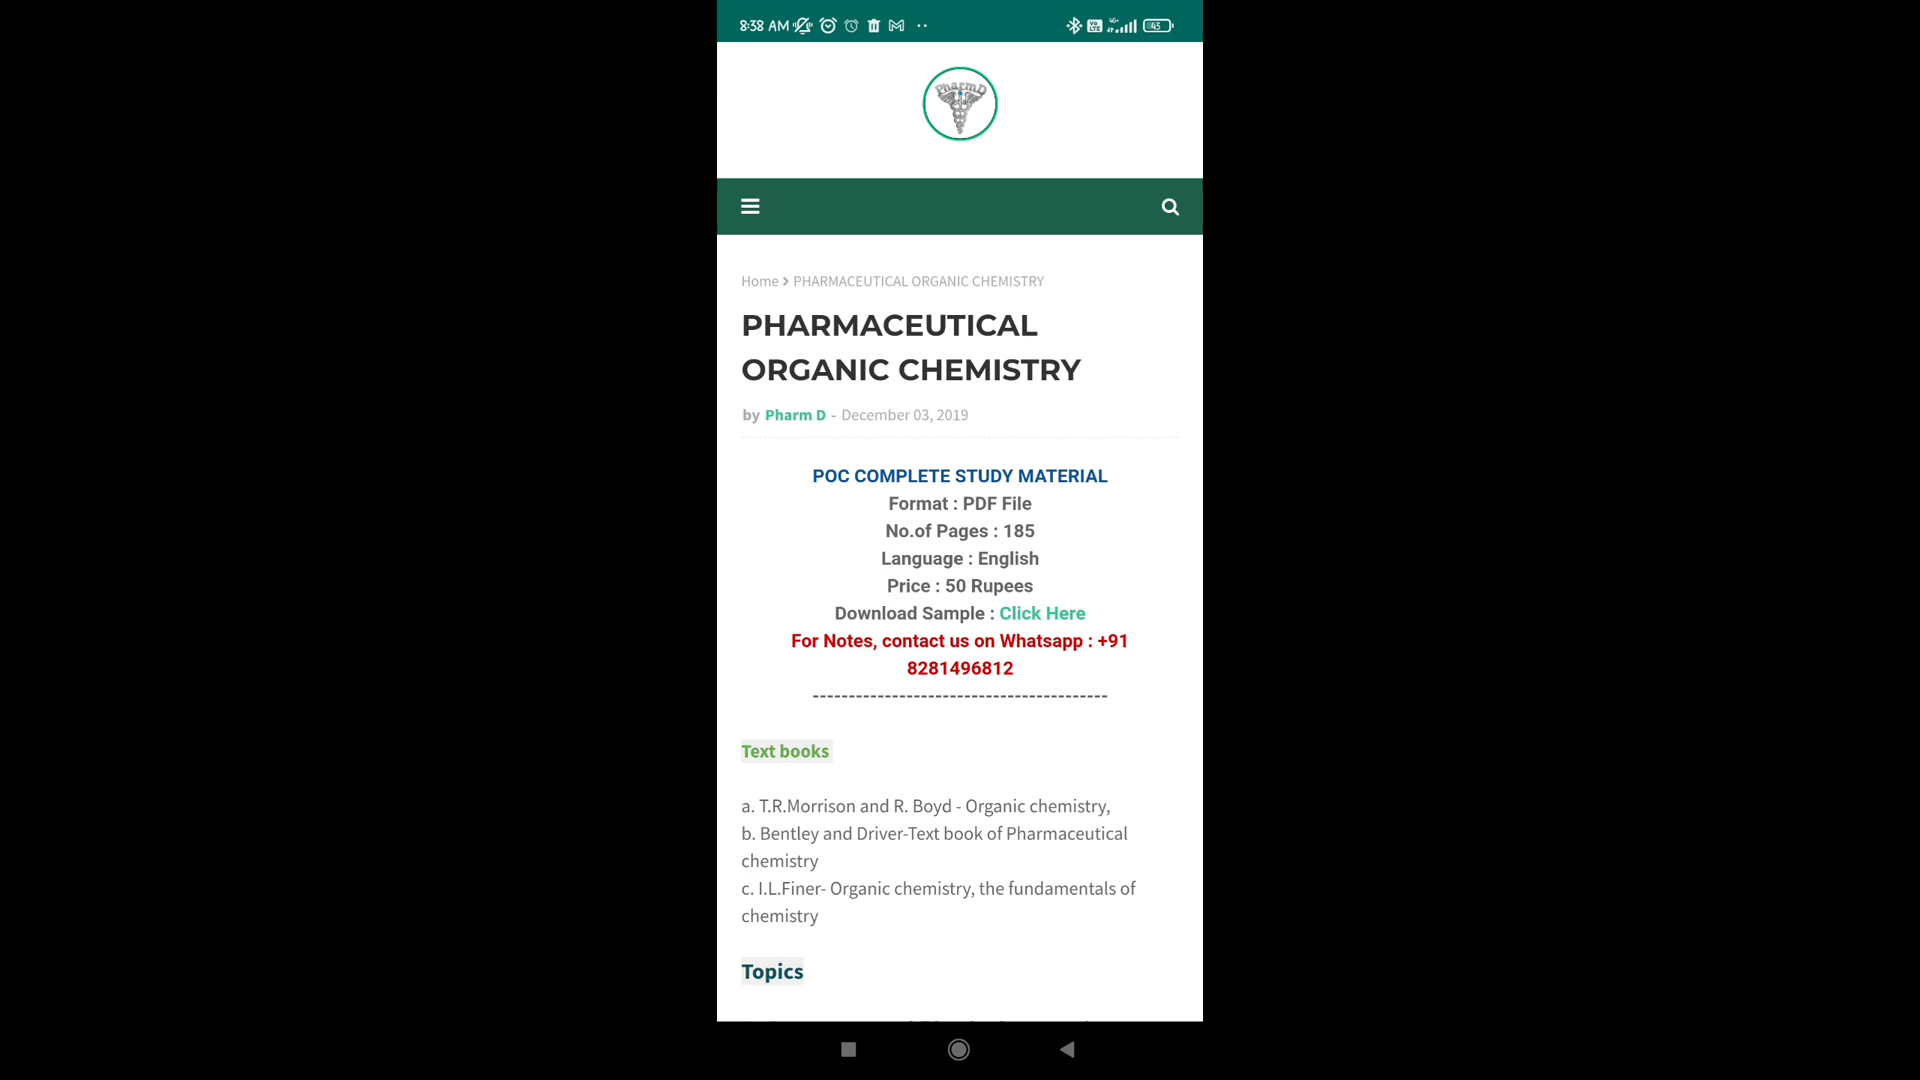 8:38 AM
43
PharmD
Home > PHARMACEUTICAL ORGANIC CHEMISTRY
PHARMACEUTICAL
ORGANIC CHEMISTRY
by Pharm D - December 03, 2019
POC COMPLETE STUDY MATERIAL
Format : PDF File
No.of Pages : 185
Language : English
Price : 50 Rupees
Download Sample : Click Here
For Notes, contact us on Whatsapp : +91
8281496812
-----------------------------------------
Text books
a. T.R.Morrison and R. Boyd - Organic chemistry,
b. Bentley and Driver-Text book of Pharmaceutical
chemistry
c. I.L.Finer- Organic chemistry, the fundamentals of
chemistry
Topics